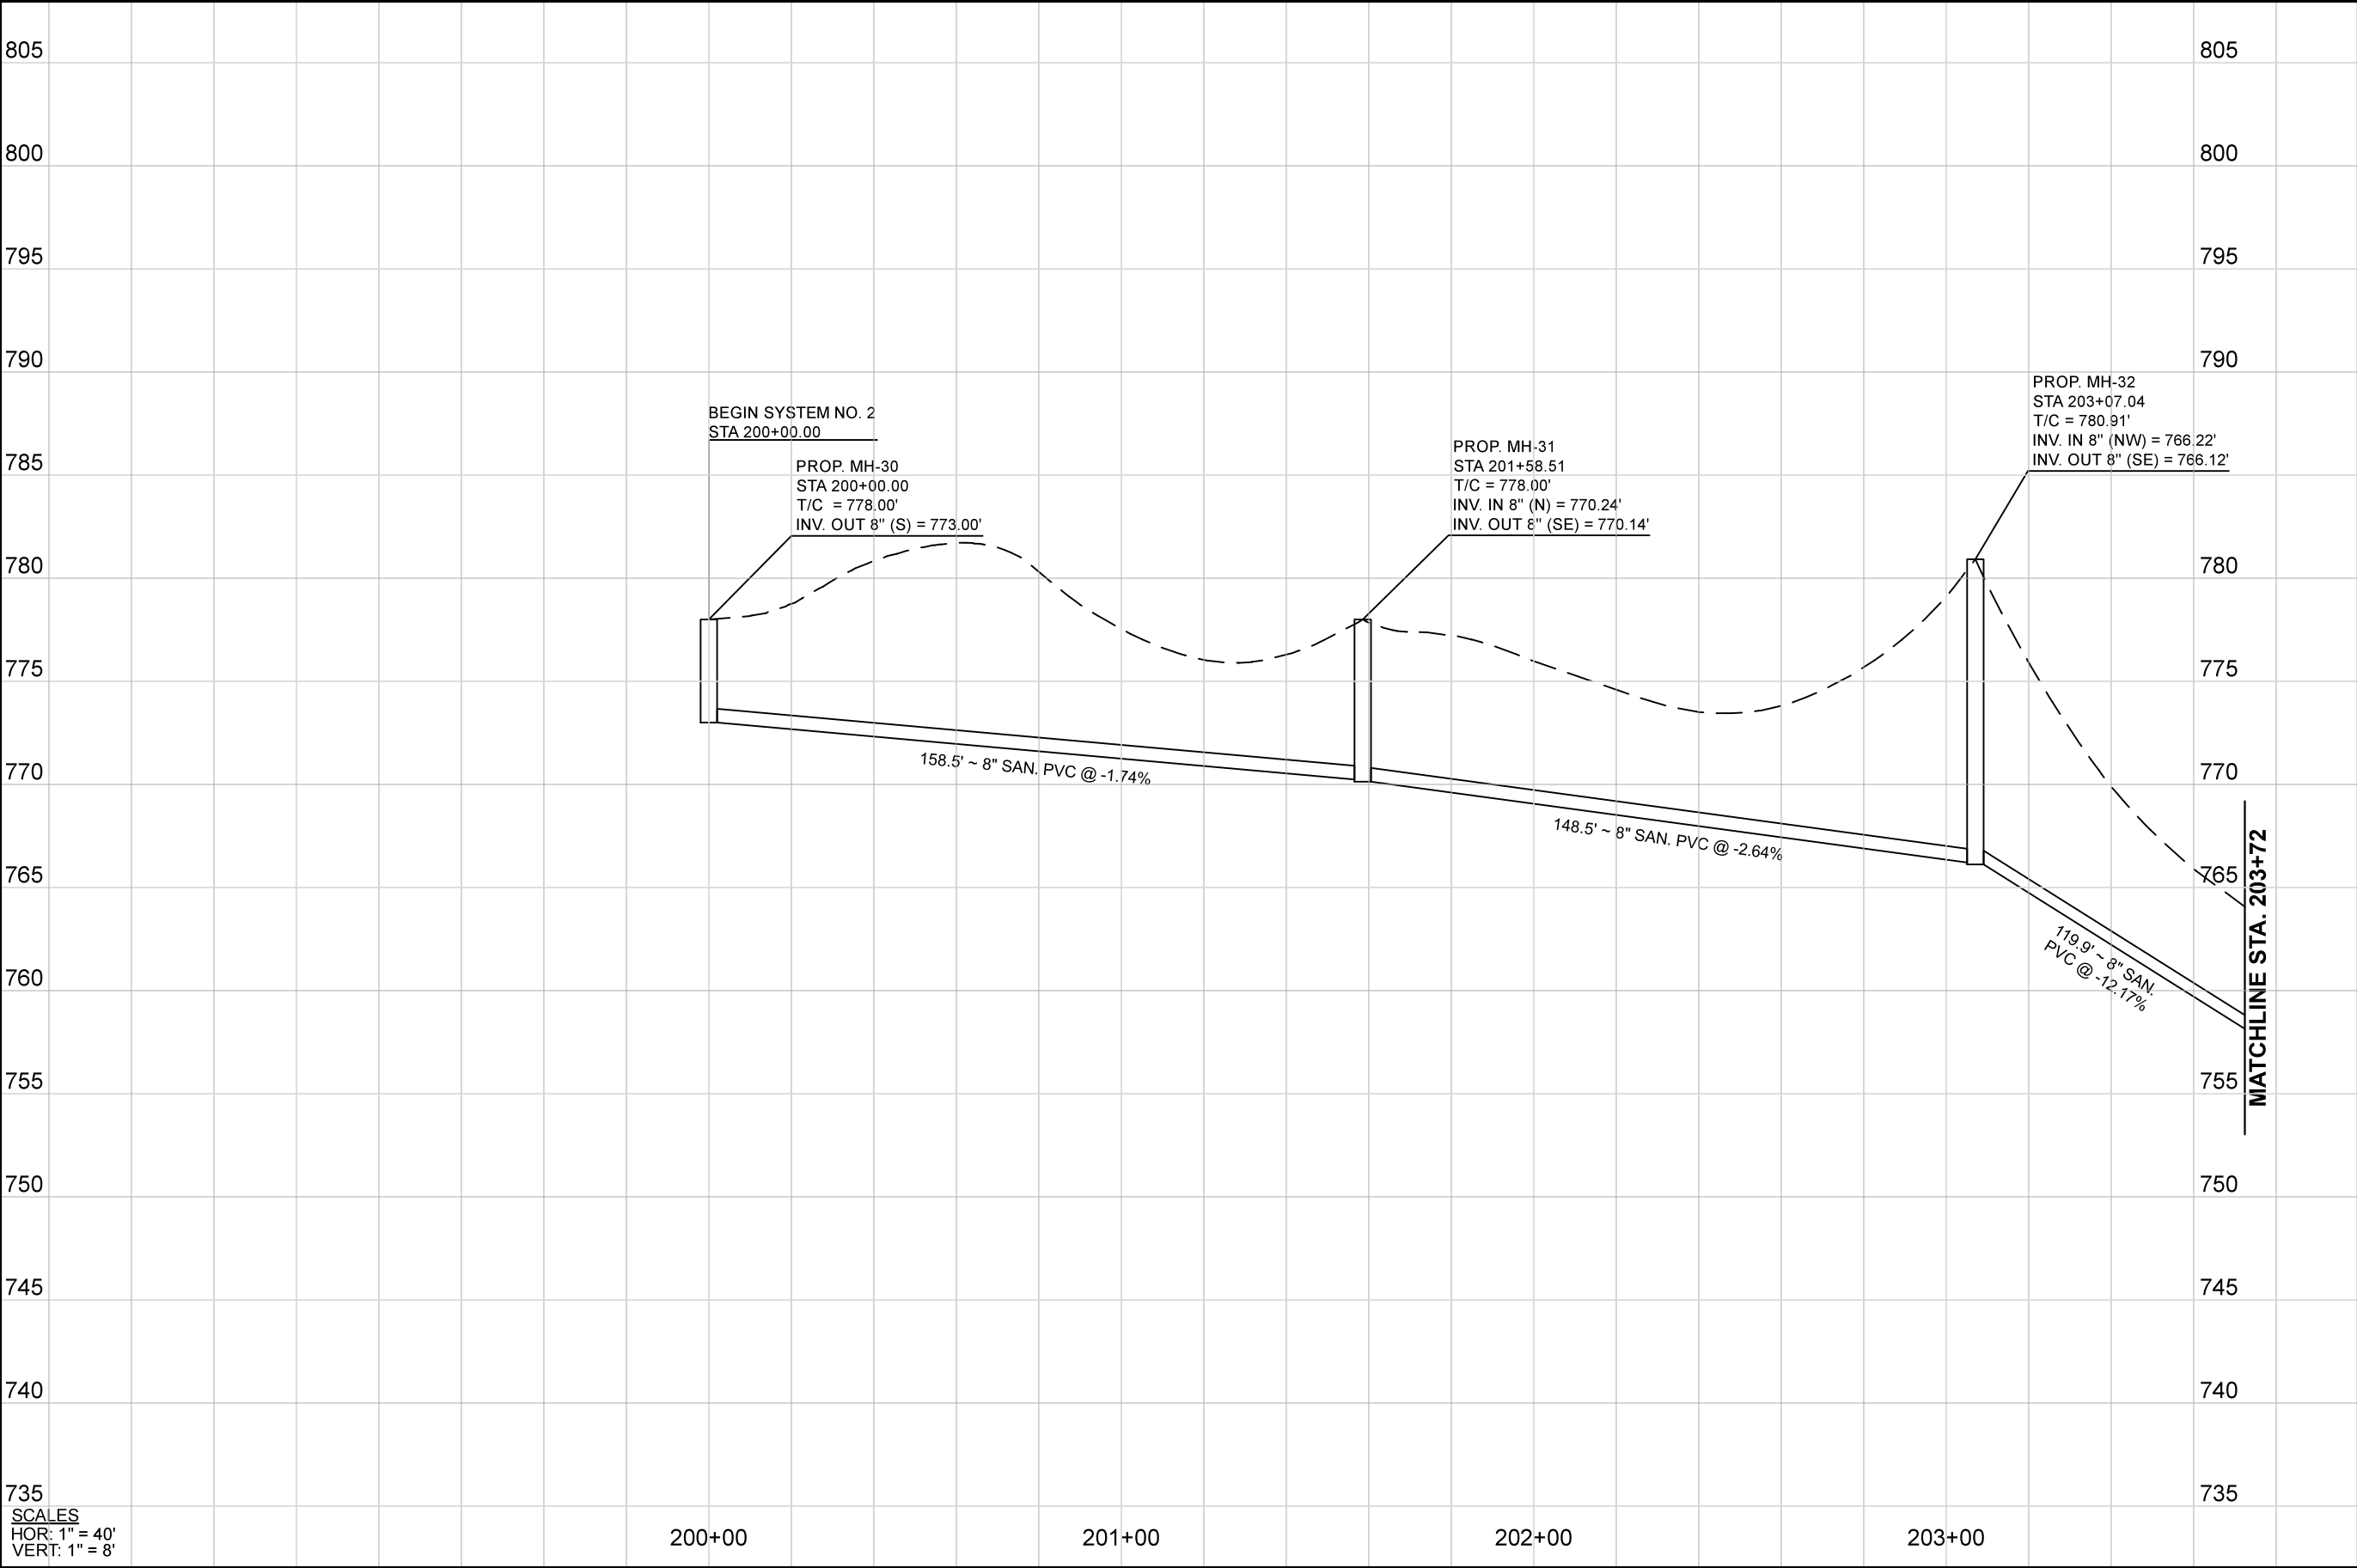 805
805
800
800
795
795
790
790
PROP. MH-32
STA 203+07.04
T/C = 780.91'
INV. IN 8" (NW) = 766.22'
INV. OUT 8" (SE) = 766.12'
BEGIN SYSTEM NO. 2
STA 200+00.00
PROP. MH-31
STA 201+58.51
T/C = 778.00'
INV. IN 8" (N) = 770.24'
INV. OUT 8" (SE) = 770.14'
785
785
PROP. MH-30
STA 200+00.00
T/C = 778.00'
INV. OUT 8" (S) = 773.00'
780
780
775
775
770
770
158.5' ~ 8" SAN. PVC @ -1.74%
148.5' ~ 8" SAN. PVC @ -2.64%
765
765
MATCHLINE STA. 203+72
119.9' ~ 8" SAN.
PVC @ -12.17%
760
755
755
750
750
745
745
740
740
735
735
SCALES
HOR: 1" = 40'
VERT: 1" = 8'
200+00
201+00
202+00
203+00